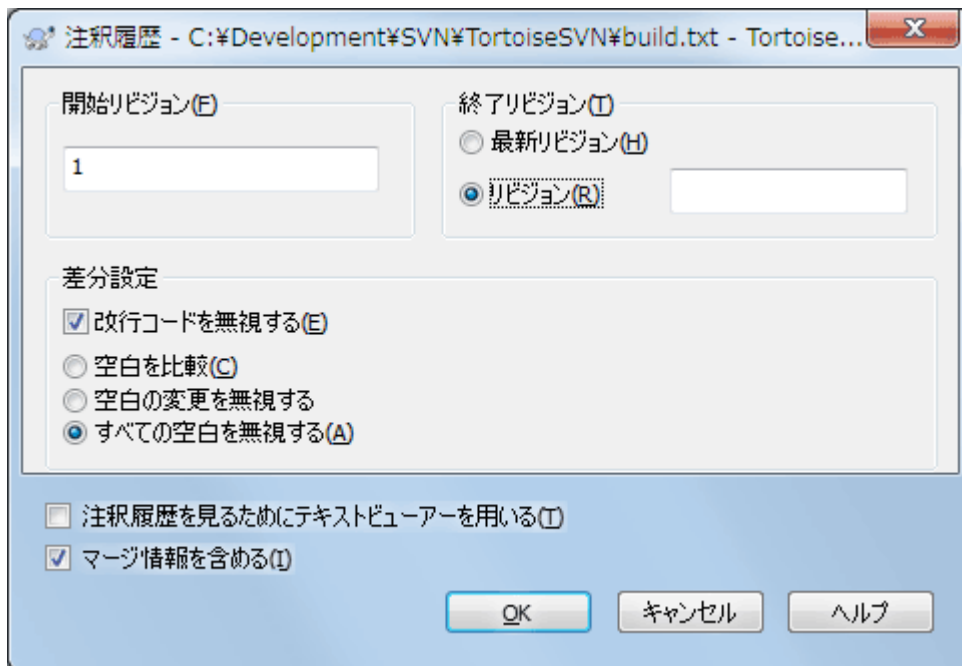 注釈履歴 - C:¥Development¥SVN¥TortoiseSVN¥build.txt - Tortoise...
開始リビジョン(F)
1
終了リビジョン(T)
最新リビジョン(H)
リビジョン(R)
差分設定
改行コードを無視する(E)
空白を比較(C)
空白の変更を無視する
すべての空白を無視する(A)
注釈履歴を見るためにテキストビューアーを用いる(T)
マージ情報を含める(I)
OK キャンセル ヘルプ